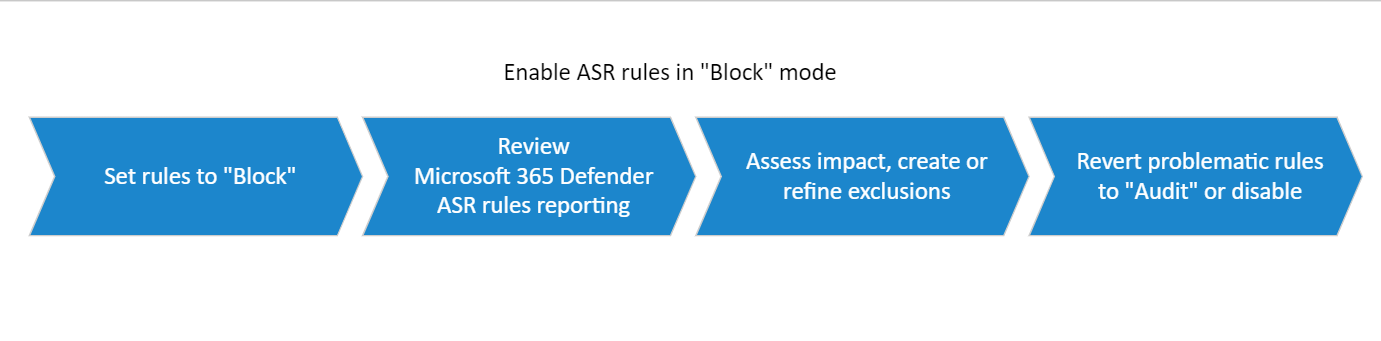 Enable ASR rules in "Block" mode
Set rules to "Block"
Review
Microsoft 365 Defender
ASR rules reporting
Assess impact, create or
refine exclusions
Revert problematic rules
to "Audit" or disable